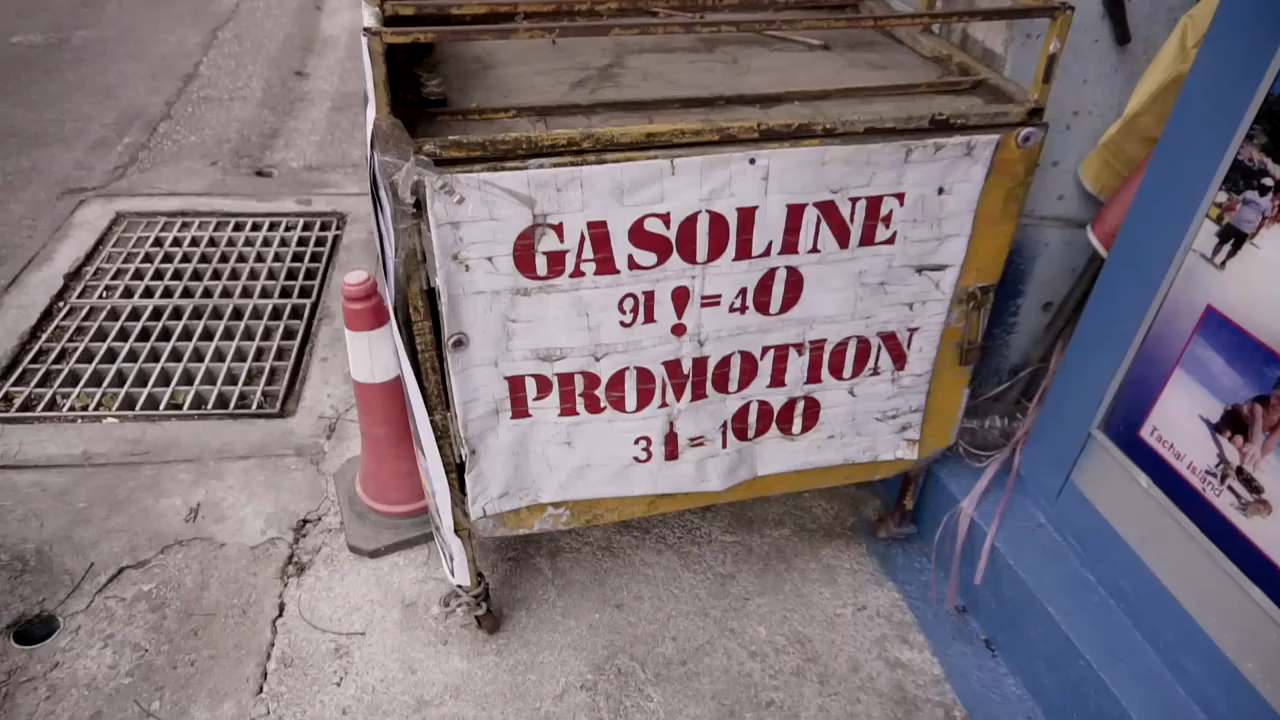 GASOLINE
91 ! = 40
PROMOTION
3 = 100
Tachai Island